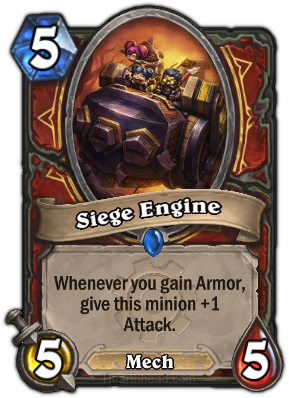 5
Siege Engine
Whenever you gain Armor,
give this minion +1
Attack.
5
Mech
5